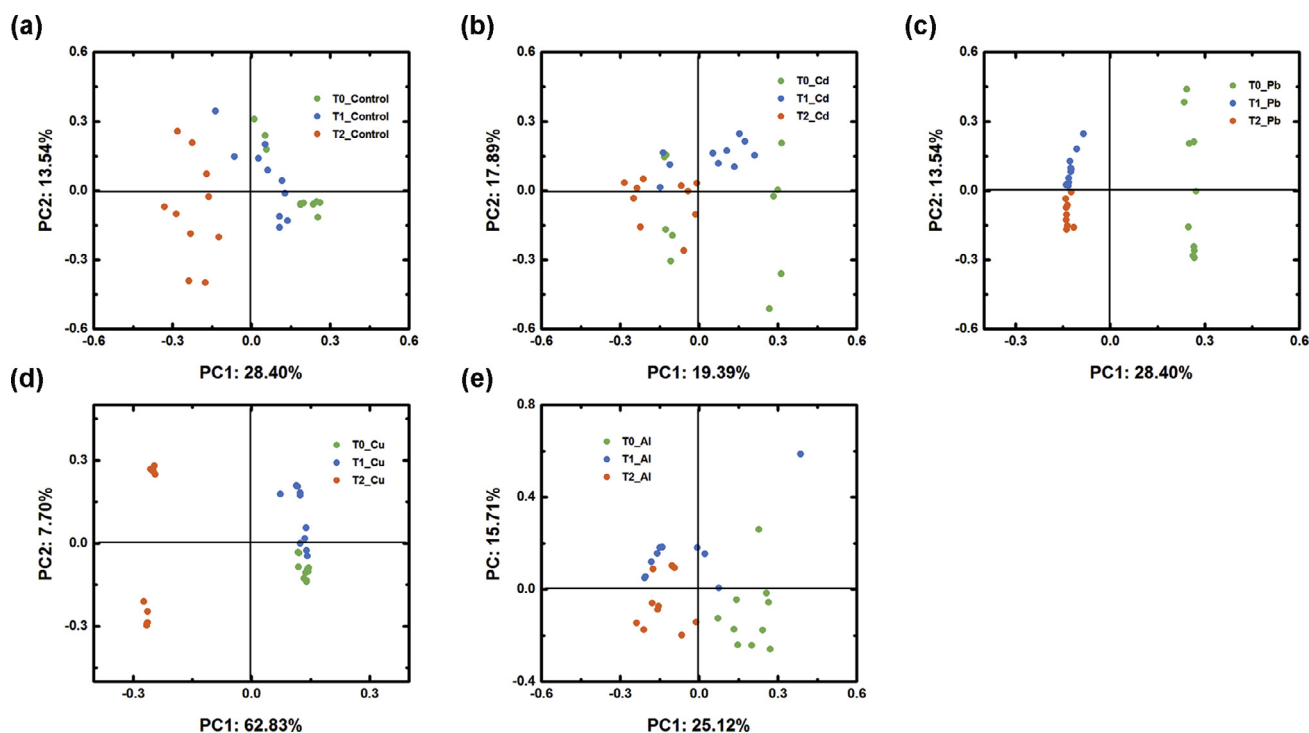 (a)
0.6
0.3
0.0
-0.3
-0.6
PC2: 13.54%
T0_Control
T1_Control
T2_Control
-0.6
-0.3
0.0
0.3
0.6
PC1: 28.40%
(b)
0.6
0.3
0.0
-0.3
-0.6
PC2: 17.89%
T0_Cd
T1_Cd
T2_Cd
-0.6
-0.3
0.0
0.3
0.6
PC1: 19.39%
(c)
0.6
0.3
0.0
-0.3
-0.6
PC2: 13.54%
T0_Pb
T1_Pb
T2_Pb
-0.3
0.0
0.3
0.6
PC1: 28.40%
(d)
0.3
0.0
-0.3
PC2: 7.70%
T0_Cu
T1_Cu
T2_Cu
-0.3
0.0
0.3
PC1: 62.83%
(e)
0.8
0.4
0.0
-0.4
PC: 15.71%
T0_Al
T1_Al
T2_Al
-0.6
-0.3
0.0
0.3
0.6
PC1: 25.12%